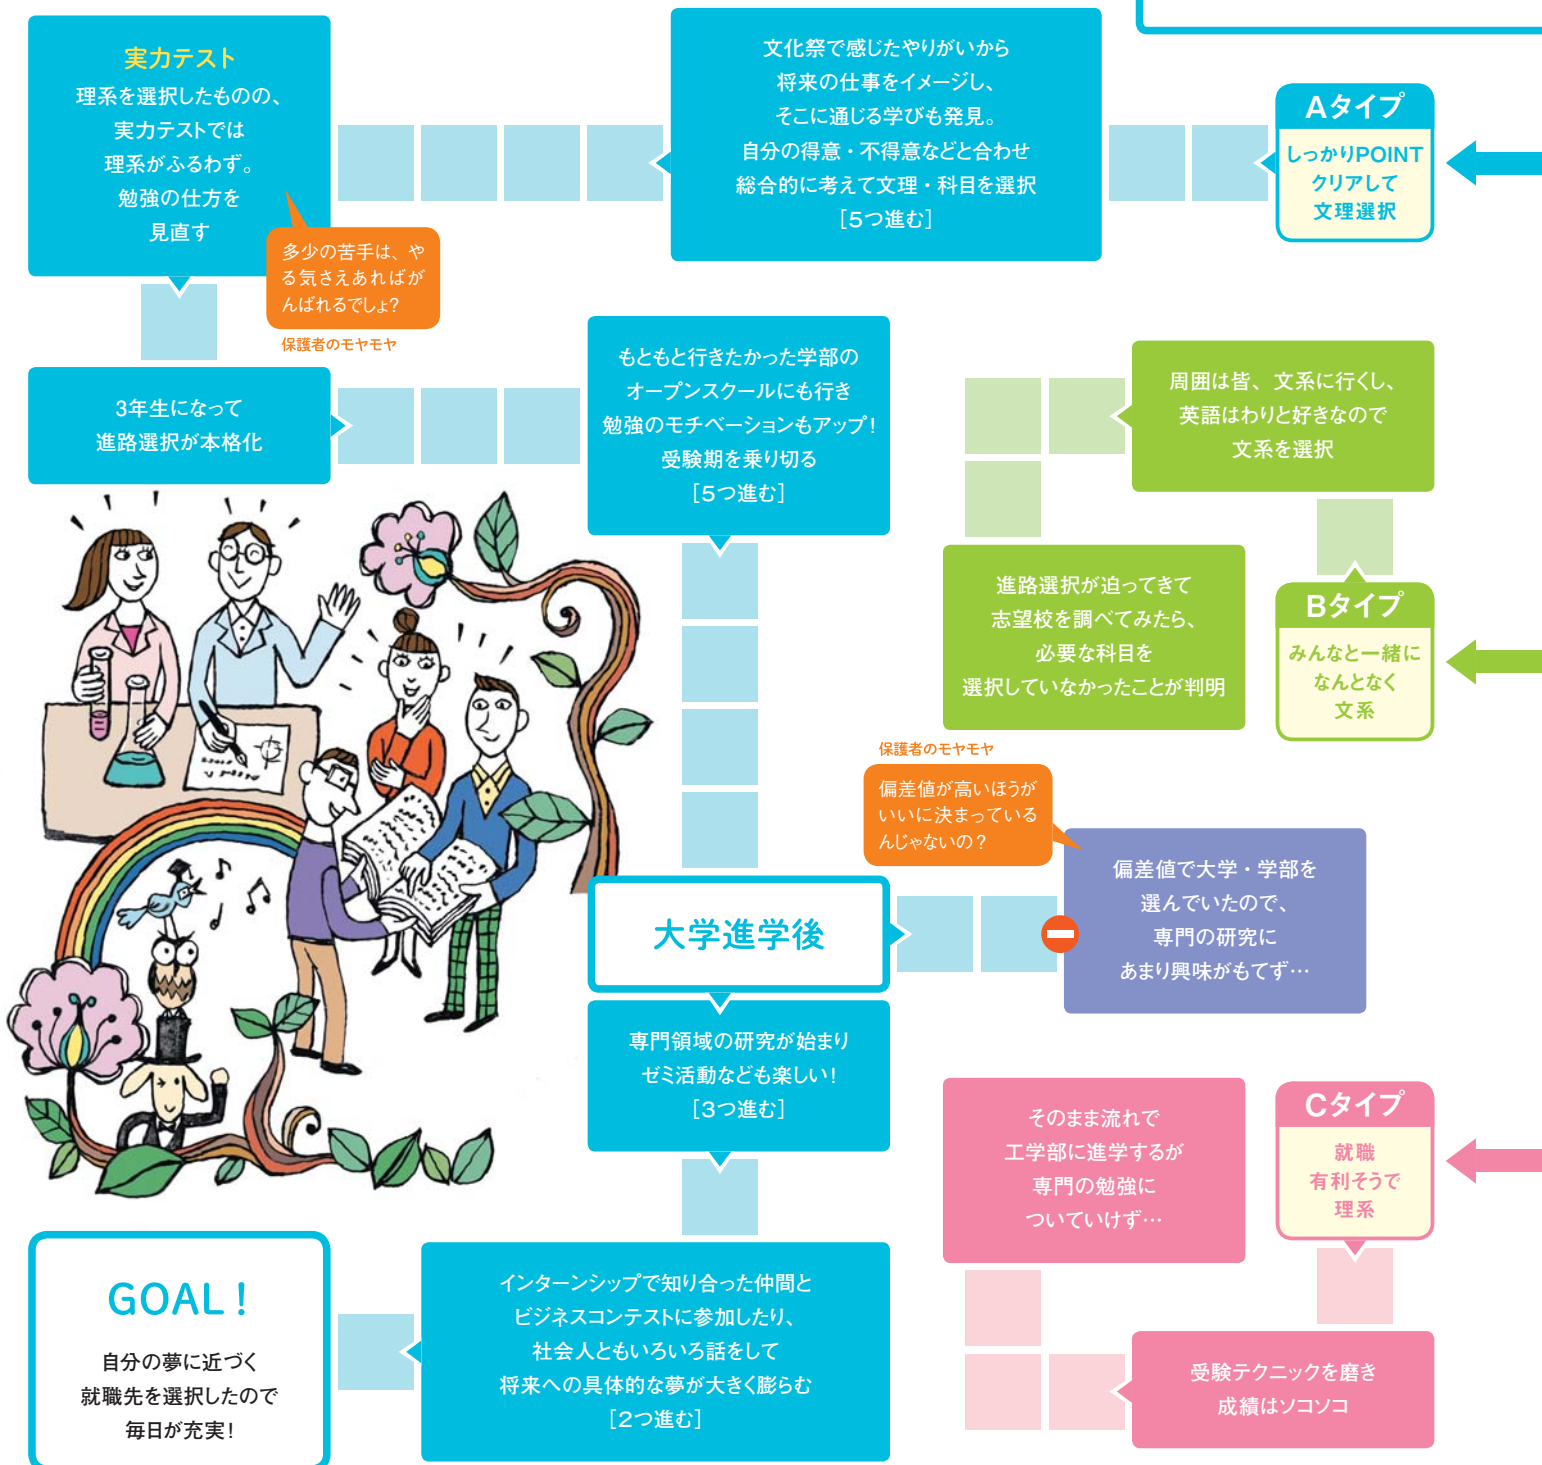 Aタイプ
しっかりPOINT
クリアして
文理選択
文化祭で感じたやりがいから
将来の仕事をイメージし、
そこに通じる学びも発見。
自分の得意・不得意などと合わせ
総合的に考えて文理・科目を選択
［5つ進む］
実力テスト
理系を選択したものの、
実力テストでは
理系がふるわず。
勉強の仕方を
見直す
多少の苦手は、や
る気さえあればが
んばれるでしょ?
保護者のモヤモヤ
3年生になって
進路選択が本格化
もともと行きたかった学部の
オープンスクールにも行き
勉強のモチベーションもアップ!
受験期を乗り切る
［5つ進む］
大学進学後
専門領域の研究が始まり
ゼミ活動なども楽しい!
［3つ進む］
インターンシップで知り合った仲間と
ビジネスコンテストに参加したり、
社会人ともいろいろ話をして
将来への具体的な夢が大きく膨らむ
［2つ進む］
GOAL!
自分の夢に近づく
就職先を選択したので
毎日が充実!
Bタイプ
みんなと一緒に
なんとなく
文系
周囲は皆、文系に行くし、
英語はわりと好きなので
文系を選択
進路選択が迫ってきて
志望校を調べてみたら、
必要な科目を
選択していなかったことが判明
保護者のモヤモヤ
偏差値が高いほうが
いいに決まっている
んじゃないの?
偏差値で大学・学部を
選んでいたので、
専門の研究に
あまり興味がもてず…
Cタイプ
就職
有利そうで
理系
受験テクニックを磨き
成績はソコソコ
そのまま流れで
工学部に進学するが
専門の勉強に
ついていけず…